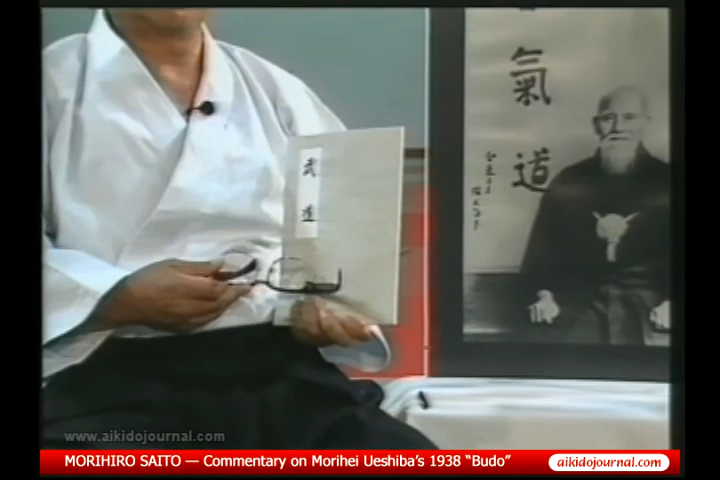 武道
氣道
www.aikidojournal.com
MORIHIRO SAITO — Commentary on Morihei Ueshiba's 1938 “Budo”
aikidojournal.com